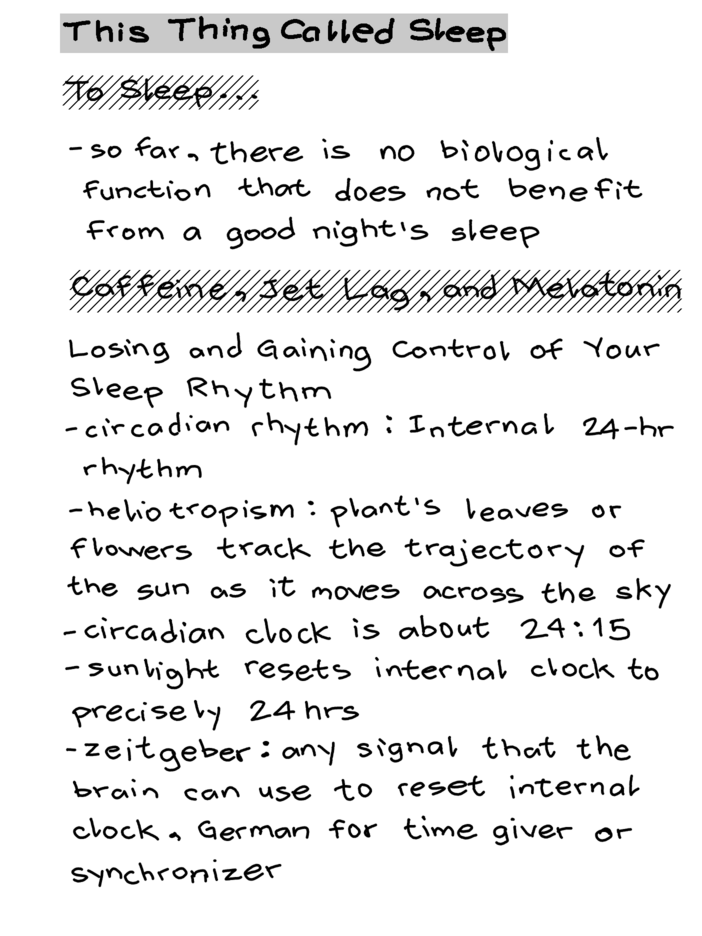 This Thing Called Sleep
To Sleep...
- so far, there is no biological
function that does not benefit
from a good night's sleep
Caffeine, Jet Lag, and Melatonin
Losing and Gaining Control of Your
Sleep Rhythm
- circadian rhythm: Internal 24-hr
rhythm
- heliotropism: plant's leaves or
flowers track the trajectory of
the sun as it moves across the sky
- circadian clock is about 24:15
- sunlight resets internal clock to
precisely 24 hrs
- zeitgeber: any signal that the
brain can use to reset internal
clock, German for time giver or
synchronizer